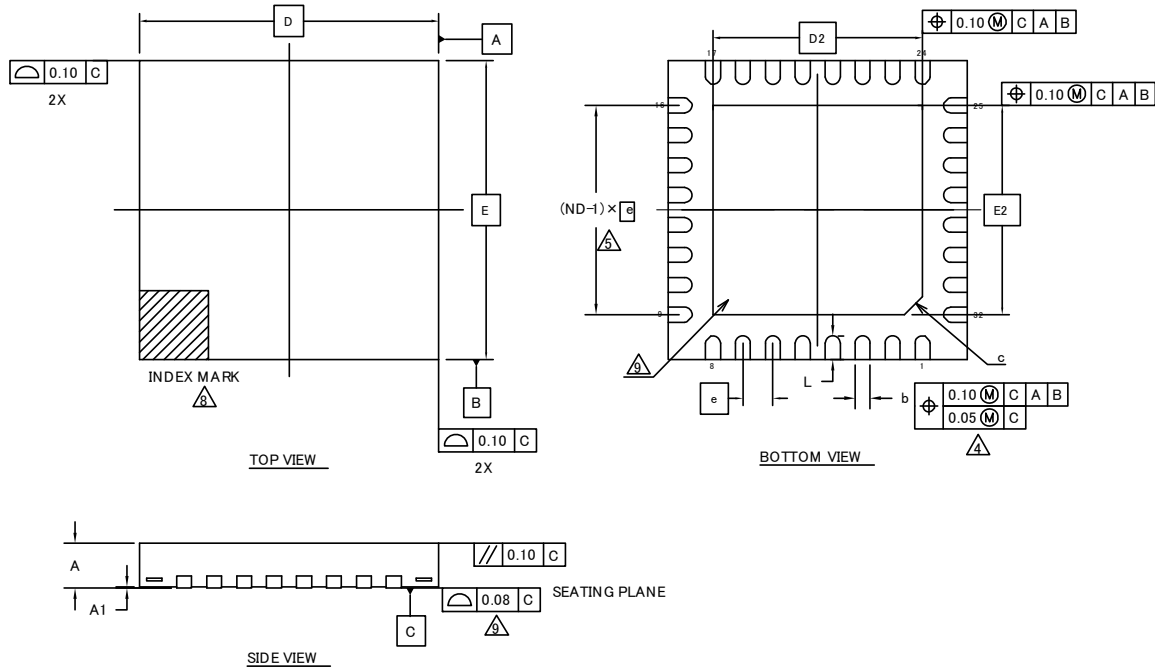 D
A
⌓ 0.10 C
2X
E
INDEX MARK
8
B
⌓ 0.10 C
2X
TOP VIEW
D2
⌖ 0.10 Ⓜ C A B
17
24
⌖ 0.10 Ⓜ C A B
16
25
(ND-1)× e
5
E2
9
32
9
8
1
c
L
e
b
⌖ 0.10 Ⓜ C A B
0.05 Ⓜ C
4
BOTTOM VIEW
A
A1
// 0.10 C
⌓ 0.08 C
SEATING PLANE
9
C
SIDE VIEW